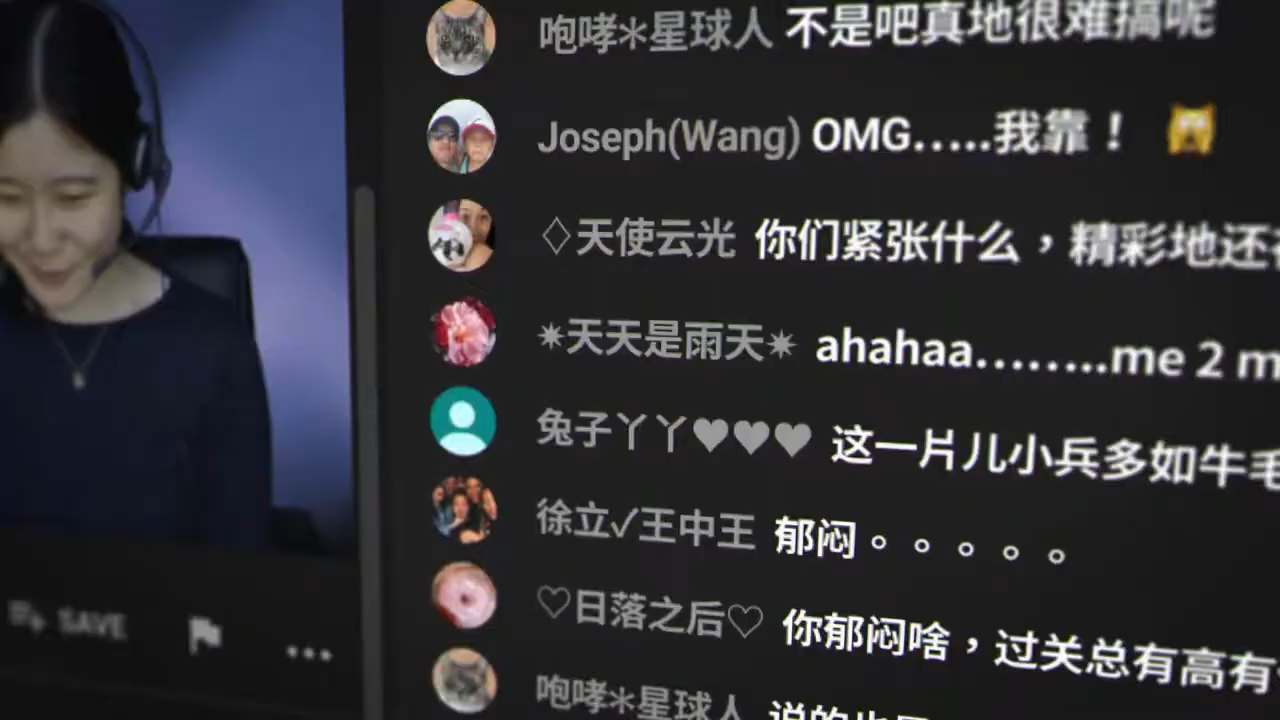 咆哮✳星球人 不是吧真地很难搞呢
Joseph(Wang) OMG.....我靠！
♢天使云光 你们紧张什么，精彩地还
✷天天是雨天✷ ahahaa........me 2 m
兔子丫丫♥♥♥ 这一片儿小兵多如牛毛
徐立✓王中王 郁闷。。。。。
♡日落之后♡ 你郁闷啥，过关总有高有
SAVE
咆哮✳星球人 说的也是